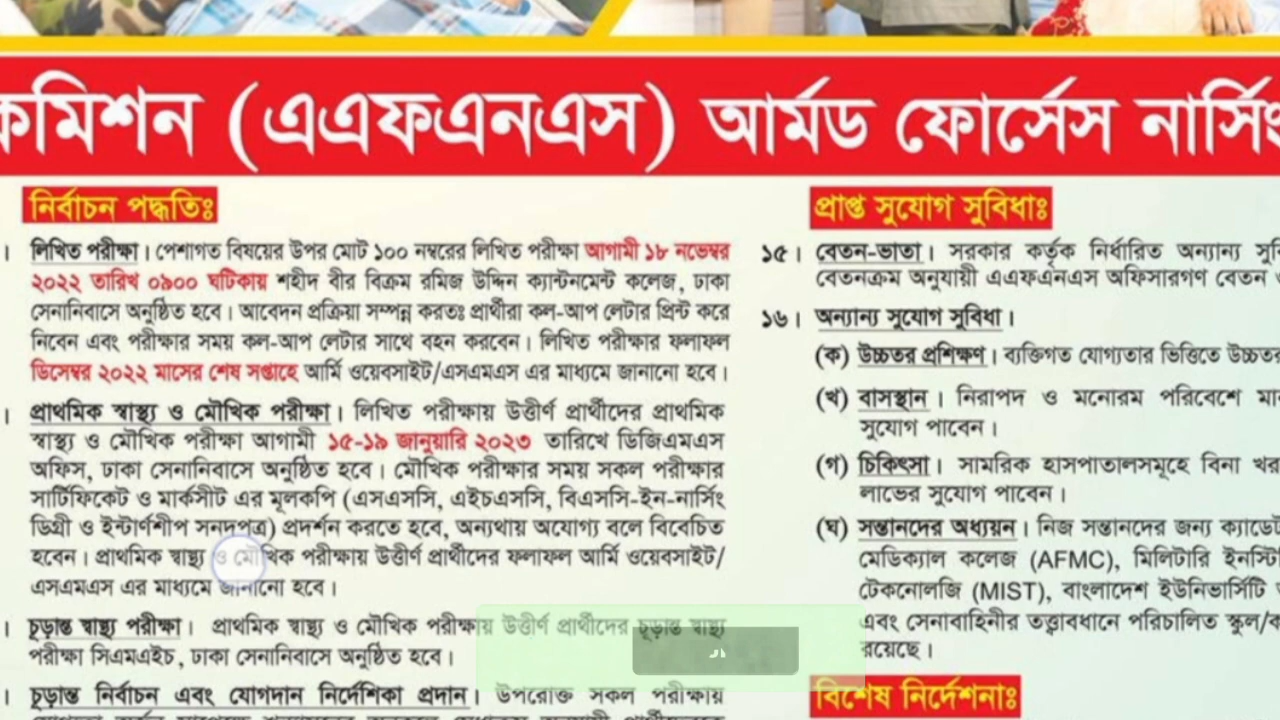 কমিশন (এএফএনএস) আর্মড ফোর্সেস নার্সিং
নির্বাচন পদ্ধতিঃ
। লিখিত পরীক্ষা। পেশাগত বিষয়ের উপর মোট ১০০ নম্বরের লিখিত পরীক্ষা আগামী ১৮ নভেম্বর
২০২২ তারিখ ০৯০০ ঘটিকায় শহীদ বীর বিক্রম রমিজ উদ্দিন ক্যান্টনমেন্ট কলেজ, ঢাকা
সেনানিবাসে অনুষ্ঠিত হবে। আবেদন প্রক্রিয়া সম্পন্ন করতঃ প্রার্থীরা কল-আপ লেটার প্রিন্ট করে
নিবেন এবং পরীক্ষার সময় কল-আপ লেটার সাথে বহন করবেন। লিখিত পরীক্ষার ফলাফল
ডিসেম্বর ২০২২ মাসের শেষ সপ্তাহে আর্মি ওয়েবসাইট/এসএমএস এর মাধ্যমে জানানো হবে।
। প্রাথমিক স্বাস্থ্য ও মৌখিক পরীক্ষা। লিখিত পরীক্ষায় উত্তীর্ণ প্রার্থীদের প্রাথমিক
স্বাস্থ্য ও মৌখিক পরীক্ষা আগামী ১৫-১৯ জানুয়ারি ২০২৩ তারিখে ডিজিএমএস
অফিস, ঢাকা সেনানিবাসে অনুষ্ঠিত হবে। মৌখিক পরীক্ষার সময় সকল পরীক্ষার
সার্টিফিকেট ও মার্কসীট এর মূলকপি (এসএসসি, এইচএসসি, বিএসসি-ইন-নার্সিং
ডিগ্রী ও ইন্টার্ণশীপ সনদপত্র) প্রদর্শন করতে হবে, অন্যথায় অযোগ্য বলে বিবেচিত
হবেন। প্রাথমিক স্বাস্থ্য ও মৌখিক পরীক্ষায় উত্তীর্ণ প্রার্থীদের ফলাফল আর্মি ওয়েবসাইট/
এসএমএস এর মাধ্যমে জানানো হবে।
। চূড়ান্ত স্বাস্থ্য পরীক্ষা। প্রাথমিক স্বাস্থ্য ও মৌখিক পরীক্ষায় উত্তীর্ণ প্রার্থীদের চূড়ান্ত স্বাস্থ্য
পরীক্ষা সিএমএইচ, ঢাকা সেনানিবাসে অনুষ্ঠিত হবে।
। চূড়ান্ত নির্বাচন এবং যোগদান নির্দেশিকা প্রদান। উপরোক্ত সকল পরীক্ষায়
প্রাপ্ত সুযোগ সুবিধাঃ
১৫। বেতন-ভাতা। সরকার কর্তৃক নির্ধারিত অন্যান্য
বেতনক্রম অনুযায়ী এএফএনএস অফিসারগণ বেতন
১৬। অন্যান্য সুযোগ সুবিধা।
(ক) উচ্চতর প্রশিক্ষণ। ব্যক্তিগত যোগ্যতার ভিত্তিতে উচ্চতর
(খ) বাসস্থান। নিরাপদ ও মনোরম পরিবেশে
সুযোগ পাবেন।
(গ) চিকিৎসা। সামরিক হাসপাতালসমূহে বিনা
লাভের সুযোগ পাবেন।
(ঘ) সন্তানদের অধ্যয়ন। নিজ সন্তানদের জন্য ক্যাডেট
মেডিক্যাল কলেজ (AFMC), মিলিটারি
টেকনোলজি (MIST), বাংলাদেশ ইউনিভার্সিটি
এবং সেনাবাহিনীর তত্ত্বাবধানে পরিচালিত
রয়েছে।
বিশেষ নির্দেশনাঃ